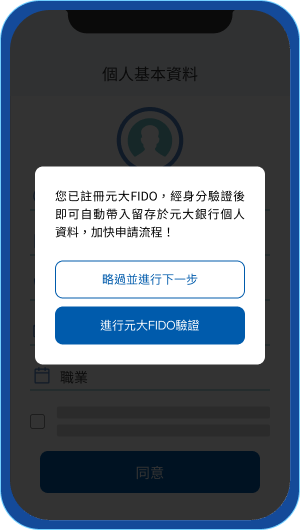 個人基本資料
您已註冊元大FIDO，經身分驗證後
即可自動帶入留存於元大銀行個人
資料，加快申請流程！
略過並進行下一步
進行元大FIDO驗證
職業
同意